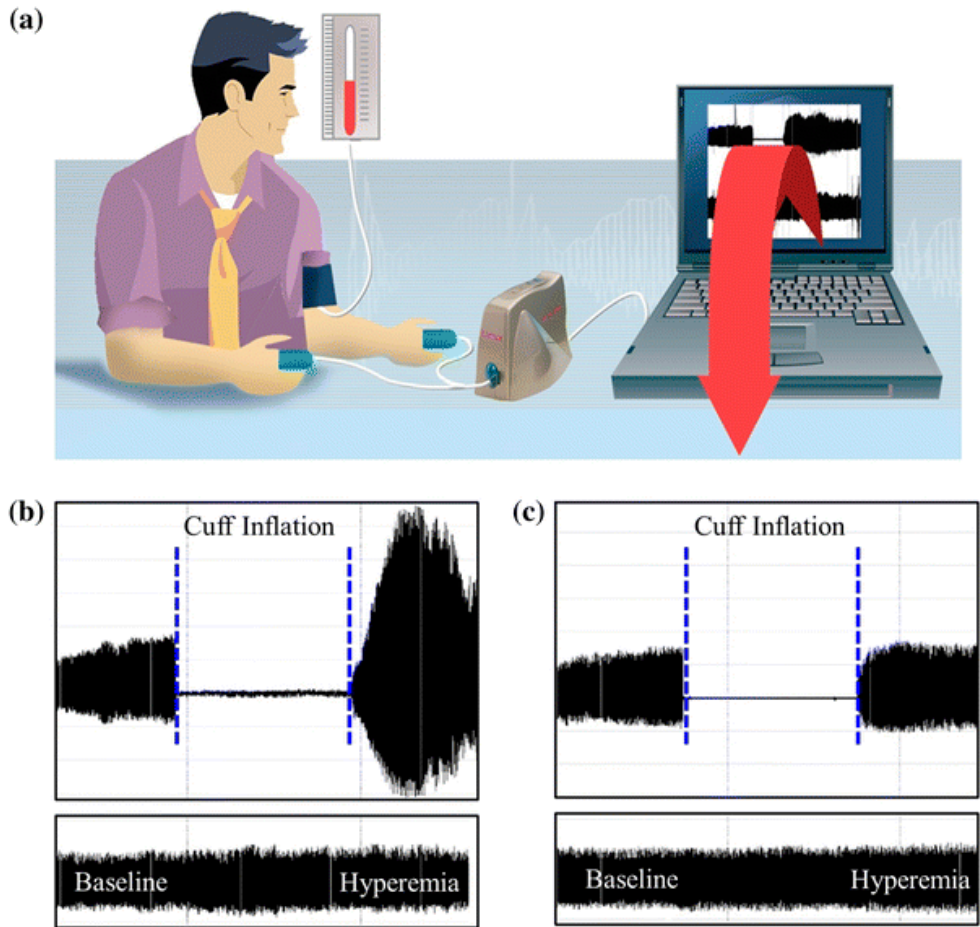 (a)
(b)
Cuff Inflation
Baseline
Hyperemia
(c)
Cuff Inflation
Baseline
Hyperemia